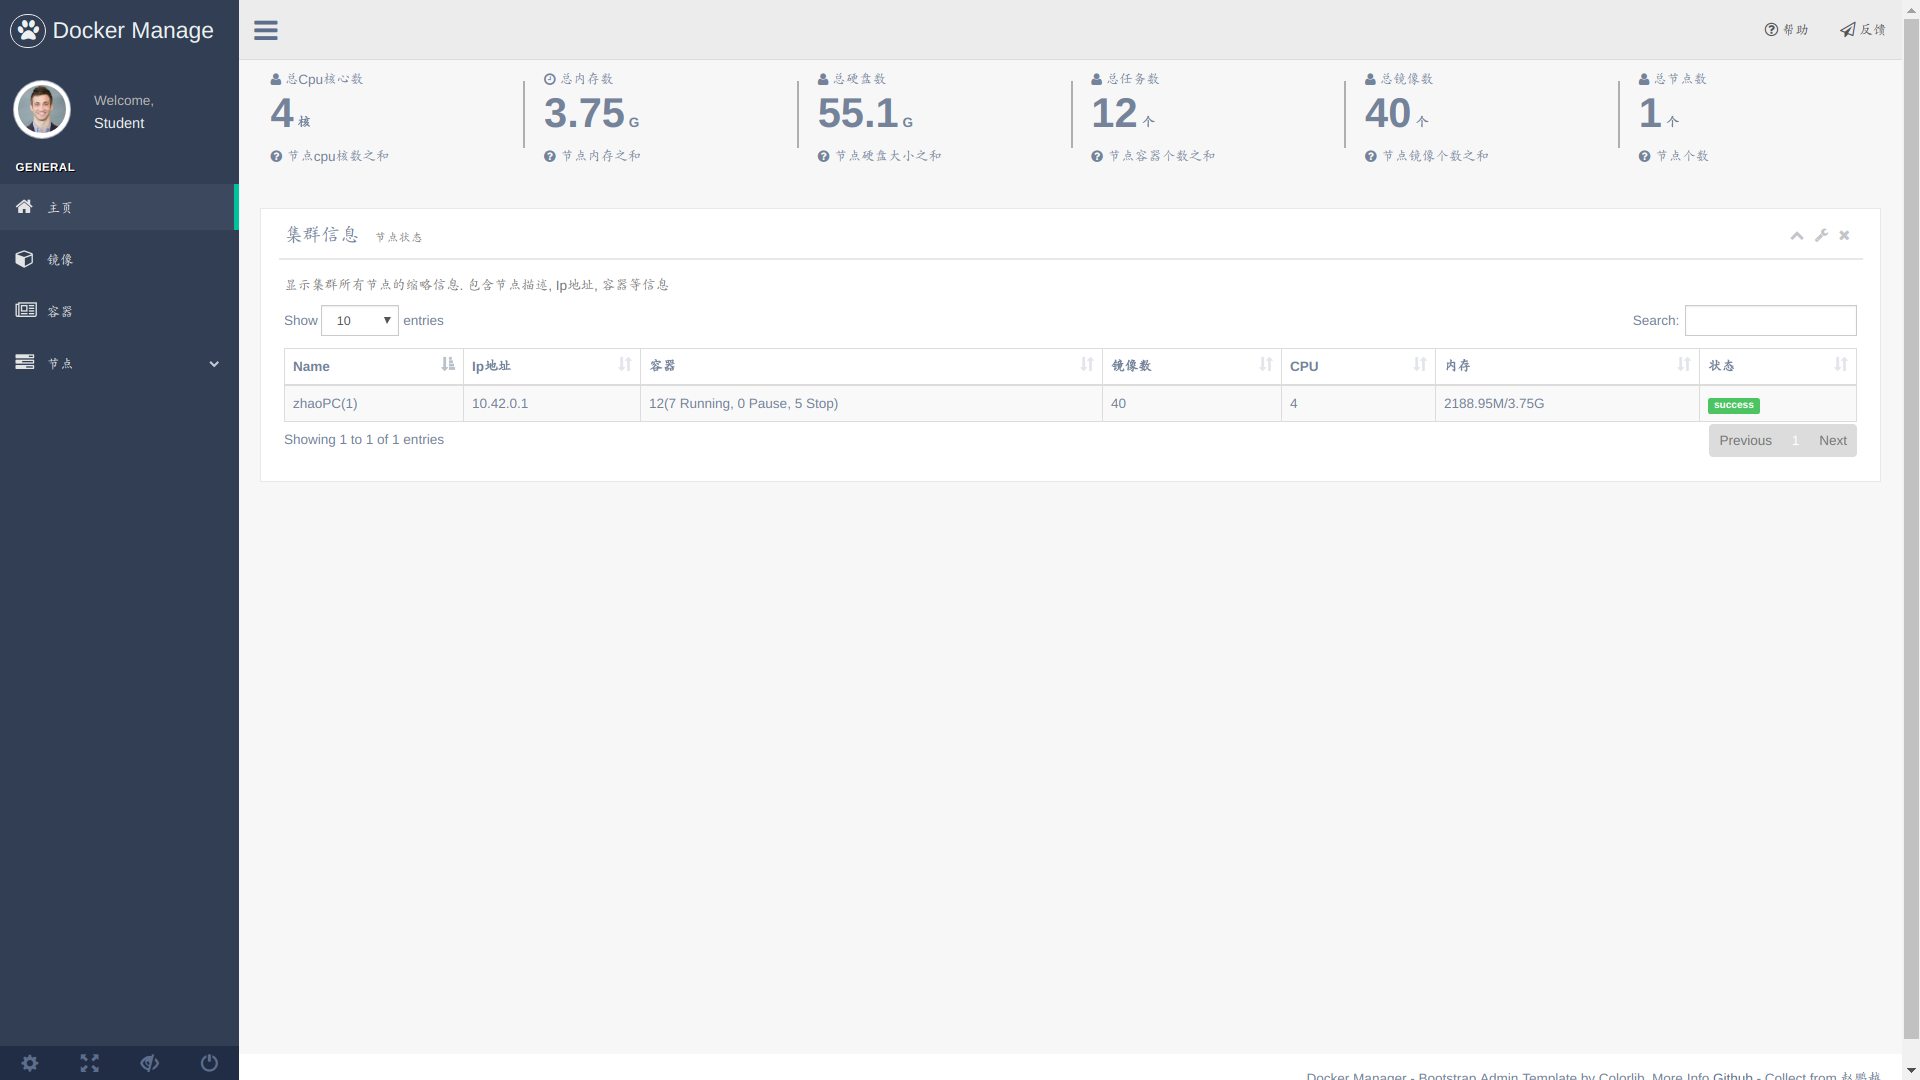 Docker Manage
帮助
反馈
Welcome,
Student
GENERAL
主页
镜像
容器
节点
总Cpu核心数
4 核
节点cpu核数之和
总内存数
3.75 G
节点内存之和
总硬盘数
55.1 G
节点硬盘大小之和
总任务数
12 个
节点容器个数之和
总镜像数
40 个
节点镜像个数之和
总节点数
1 个
节点个数
集群信息 节点状态
显示集群所有节点的缩略信息. 包含节点描述, Ip地址, 容器等信息
Show 10 entries
Search:
Name Ip地址 容器 镜像数 CPU 内存 状态
zhaoPC(1) 10.42.0.1 12(7 Running, 0 Pause, 5 Stop) 40 4 2188.95M/3.75G success
Showing 1 to 1 of 1 entries
Previous 1 Next
Docker Manager - Bootstrap Admin Template by Colorlib. More Info Github - Collect from 赵鹏越